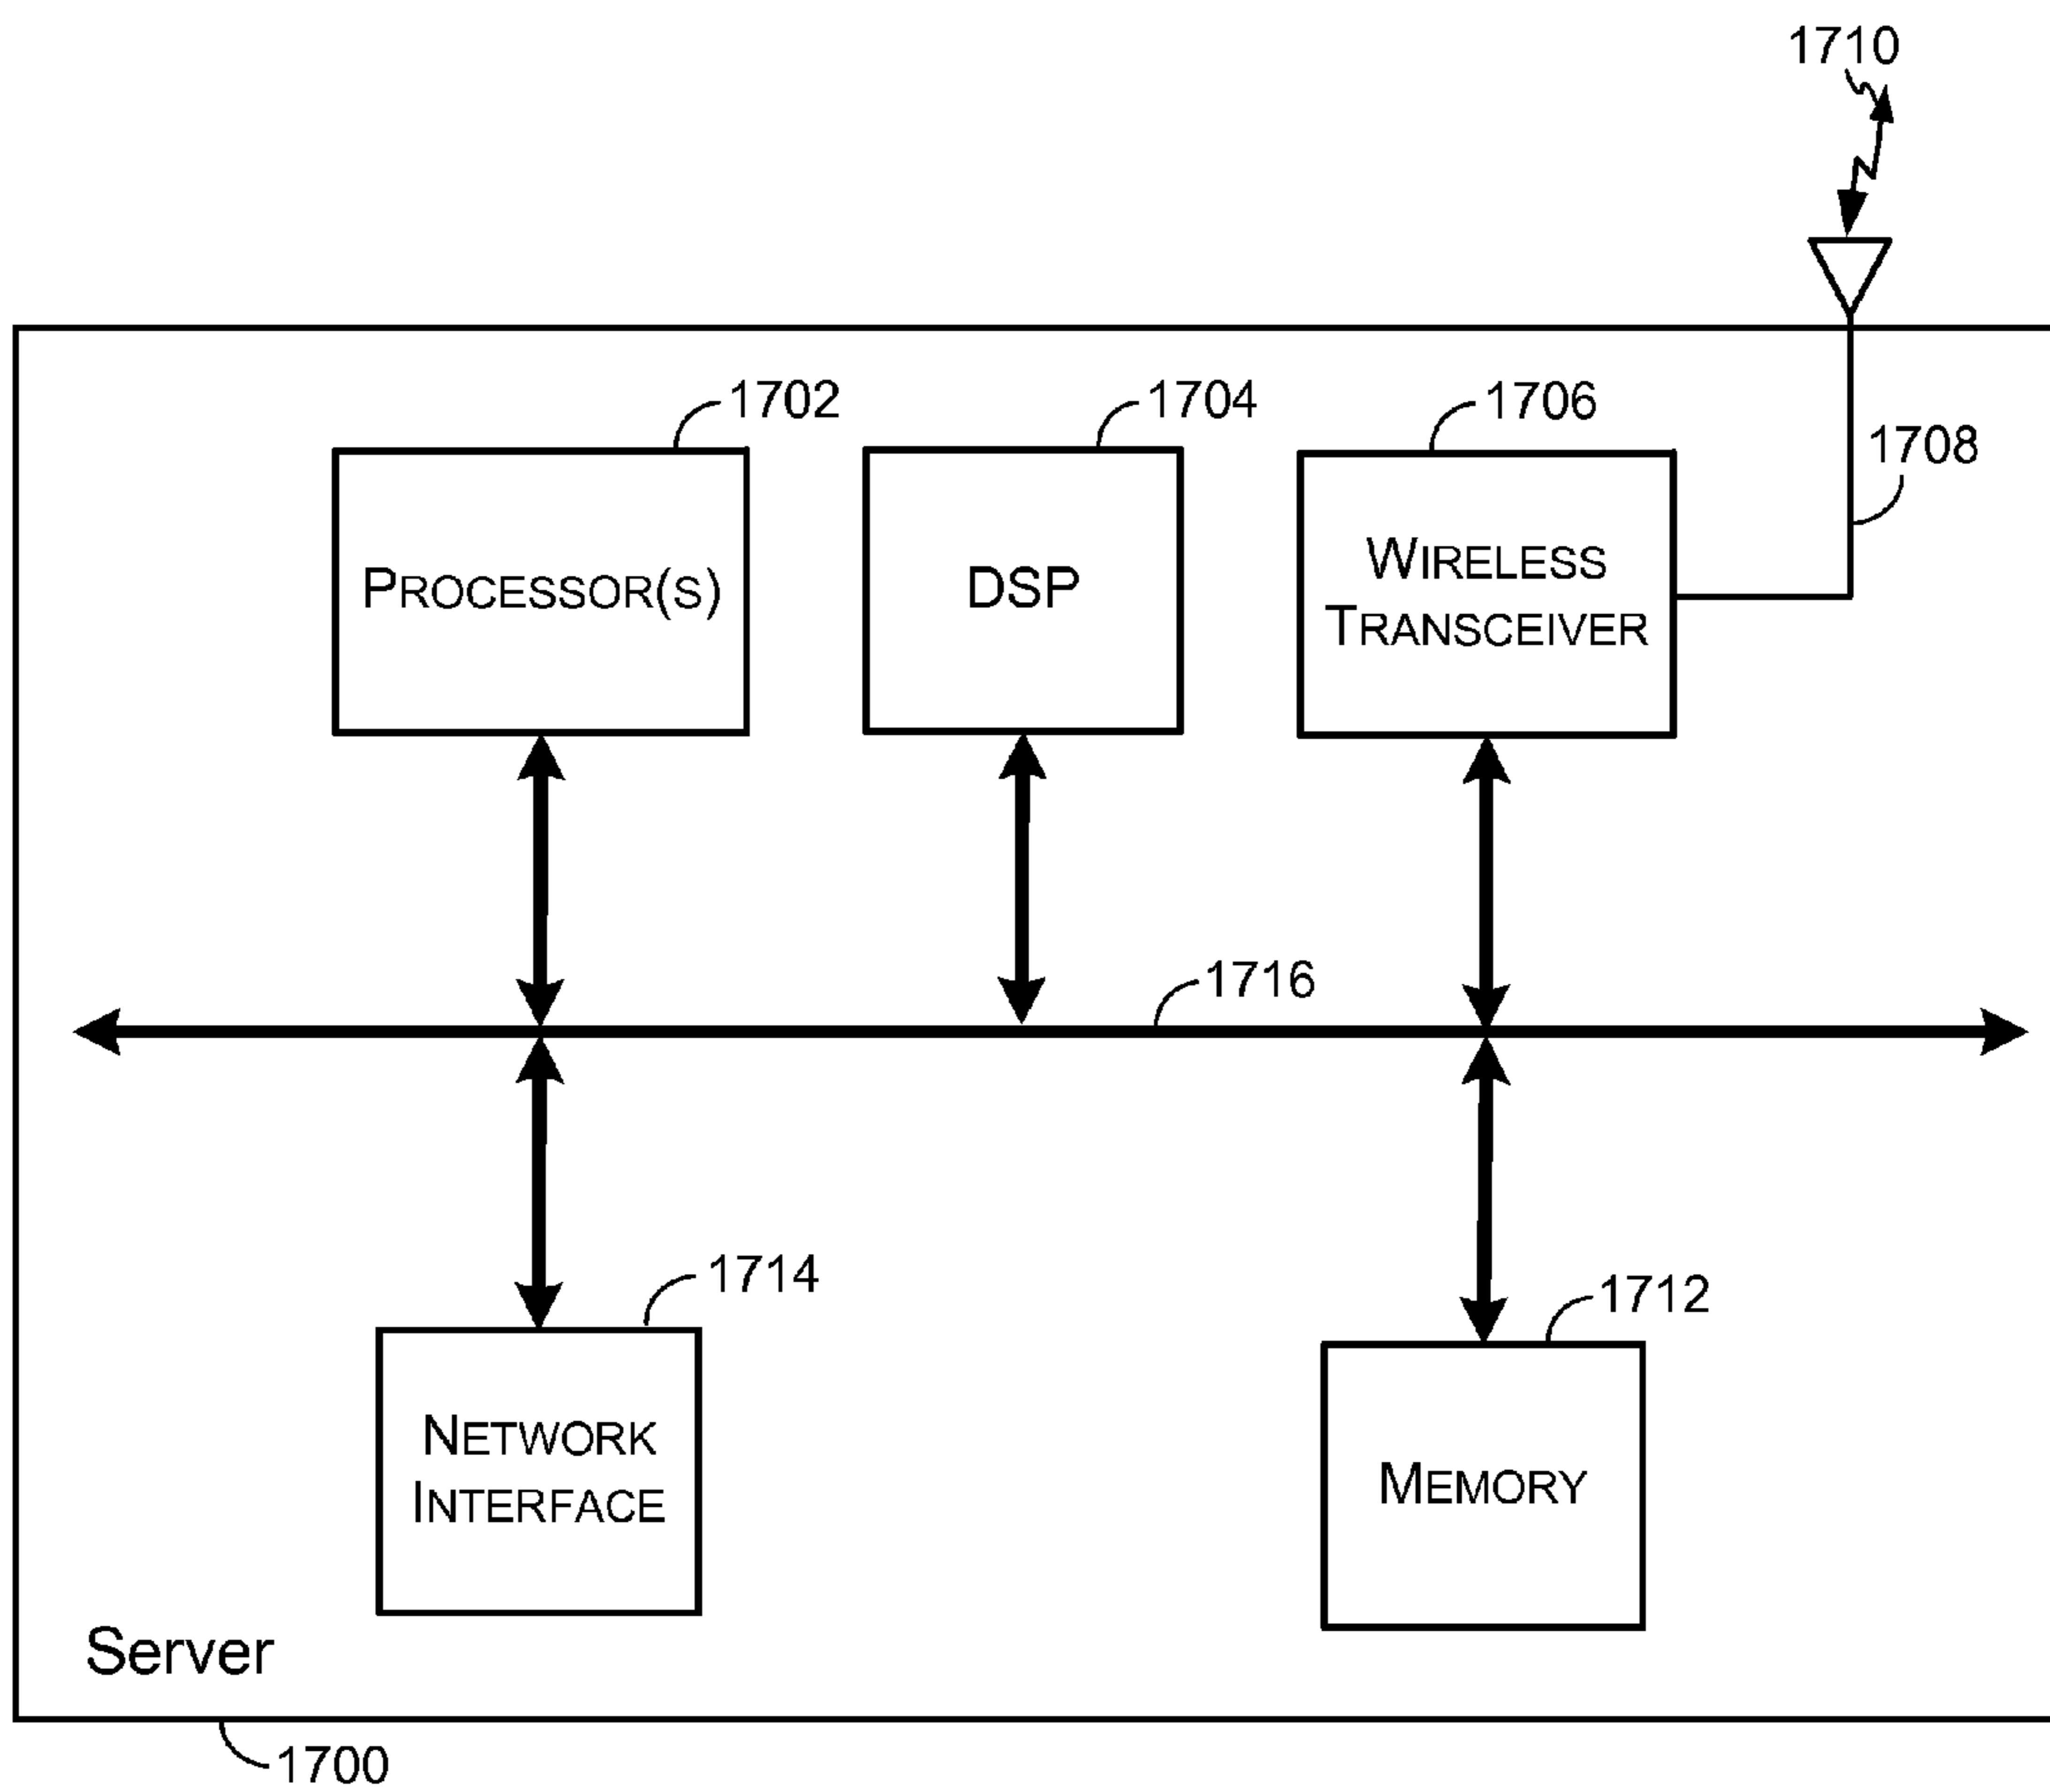 1710
1702
1704
1706
1708
PROCESSOR(S)
DSP
WIRELESS
TRANSCEIVER
1716
1714
1712
NETWORK
INTERFACE
MEMORY
Server
1700